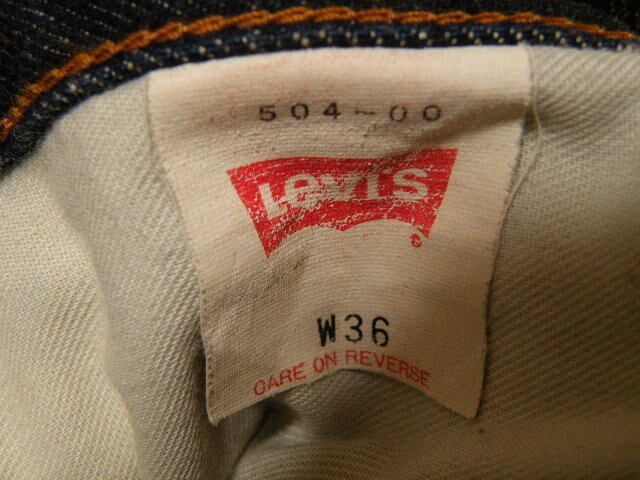 504-00
LEVI'S
®
W36
CARE ON REVERSE